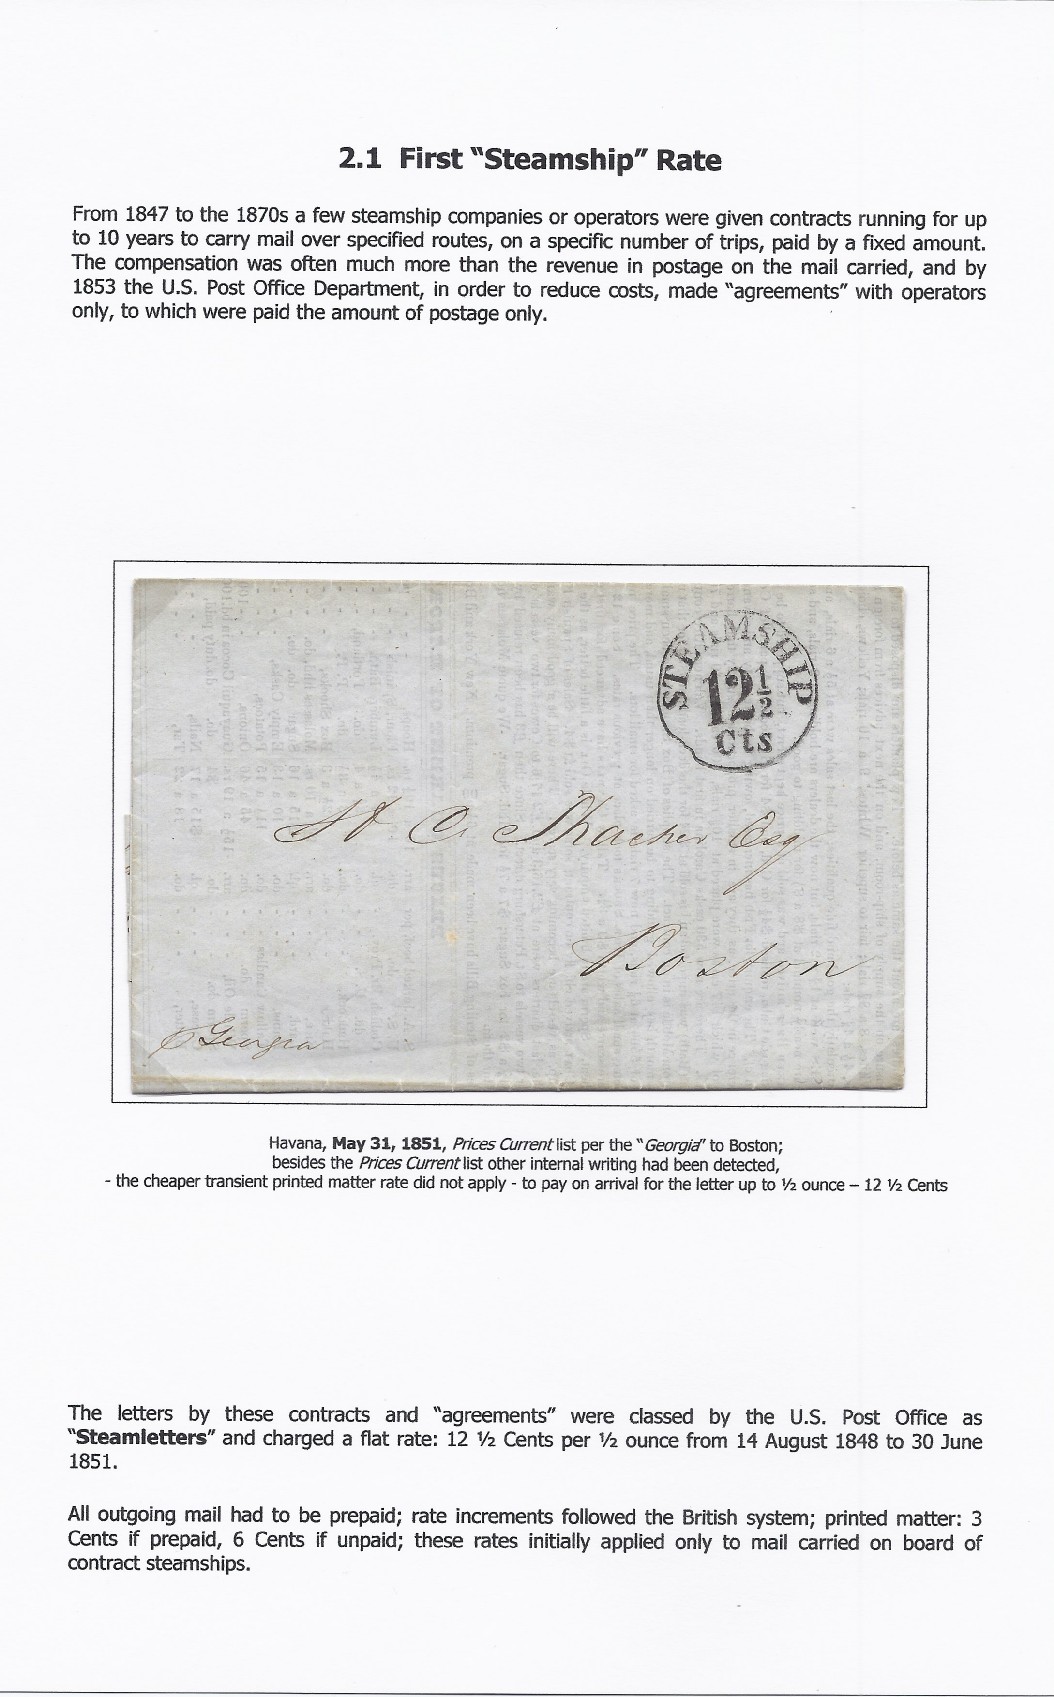 2.1 First "Steamship" Rate
From 1847 to the 1870s a few steamship companies or operators were given contracts running for up
to 10 years to carry mail over specified routes, on a specific number of trips, paid by a fixed amount.
The compensation was often much more than the revenue in postage on the mail carried, and by
1853 the U.S. Post Office Department, in order to reduce costs, made "agreements" with operators
only, to which were paid the amount of postage only.
STEAMSHIP
12 1/2
Cts
Thacher Esq
Boston
Georgia
Havana, May 31, 1851, Prices Current list per the "Georgia" to Boston;
besides the Prices Current list other internal writing had been detected,
- the cheaper transient printed matter rate did not apply - to pay on arrival for the letter up to ½ ounce – 12 ½ Cents
The letters by these contracts and "agreements" were classed by the U.S. Post Office as
"Steamletters" and charged a flat rate: 12 ½ Cents per ½ ounce from 14 August 1848 to 30 June
1851.
All outgoing mail had to be prepaid; rate increments followed the British system; printed matter: 3
Cents if prepaid, 6 Cents if unpaid; these rates initially applied only to mail carried on board of
contract steamships.